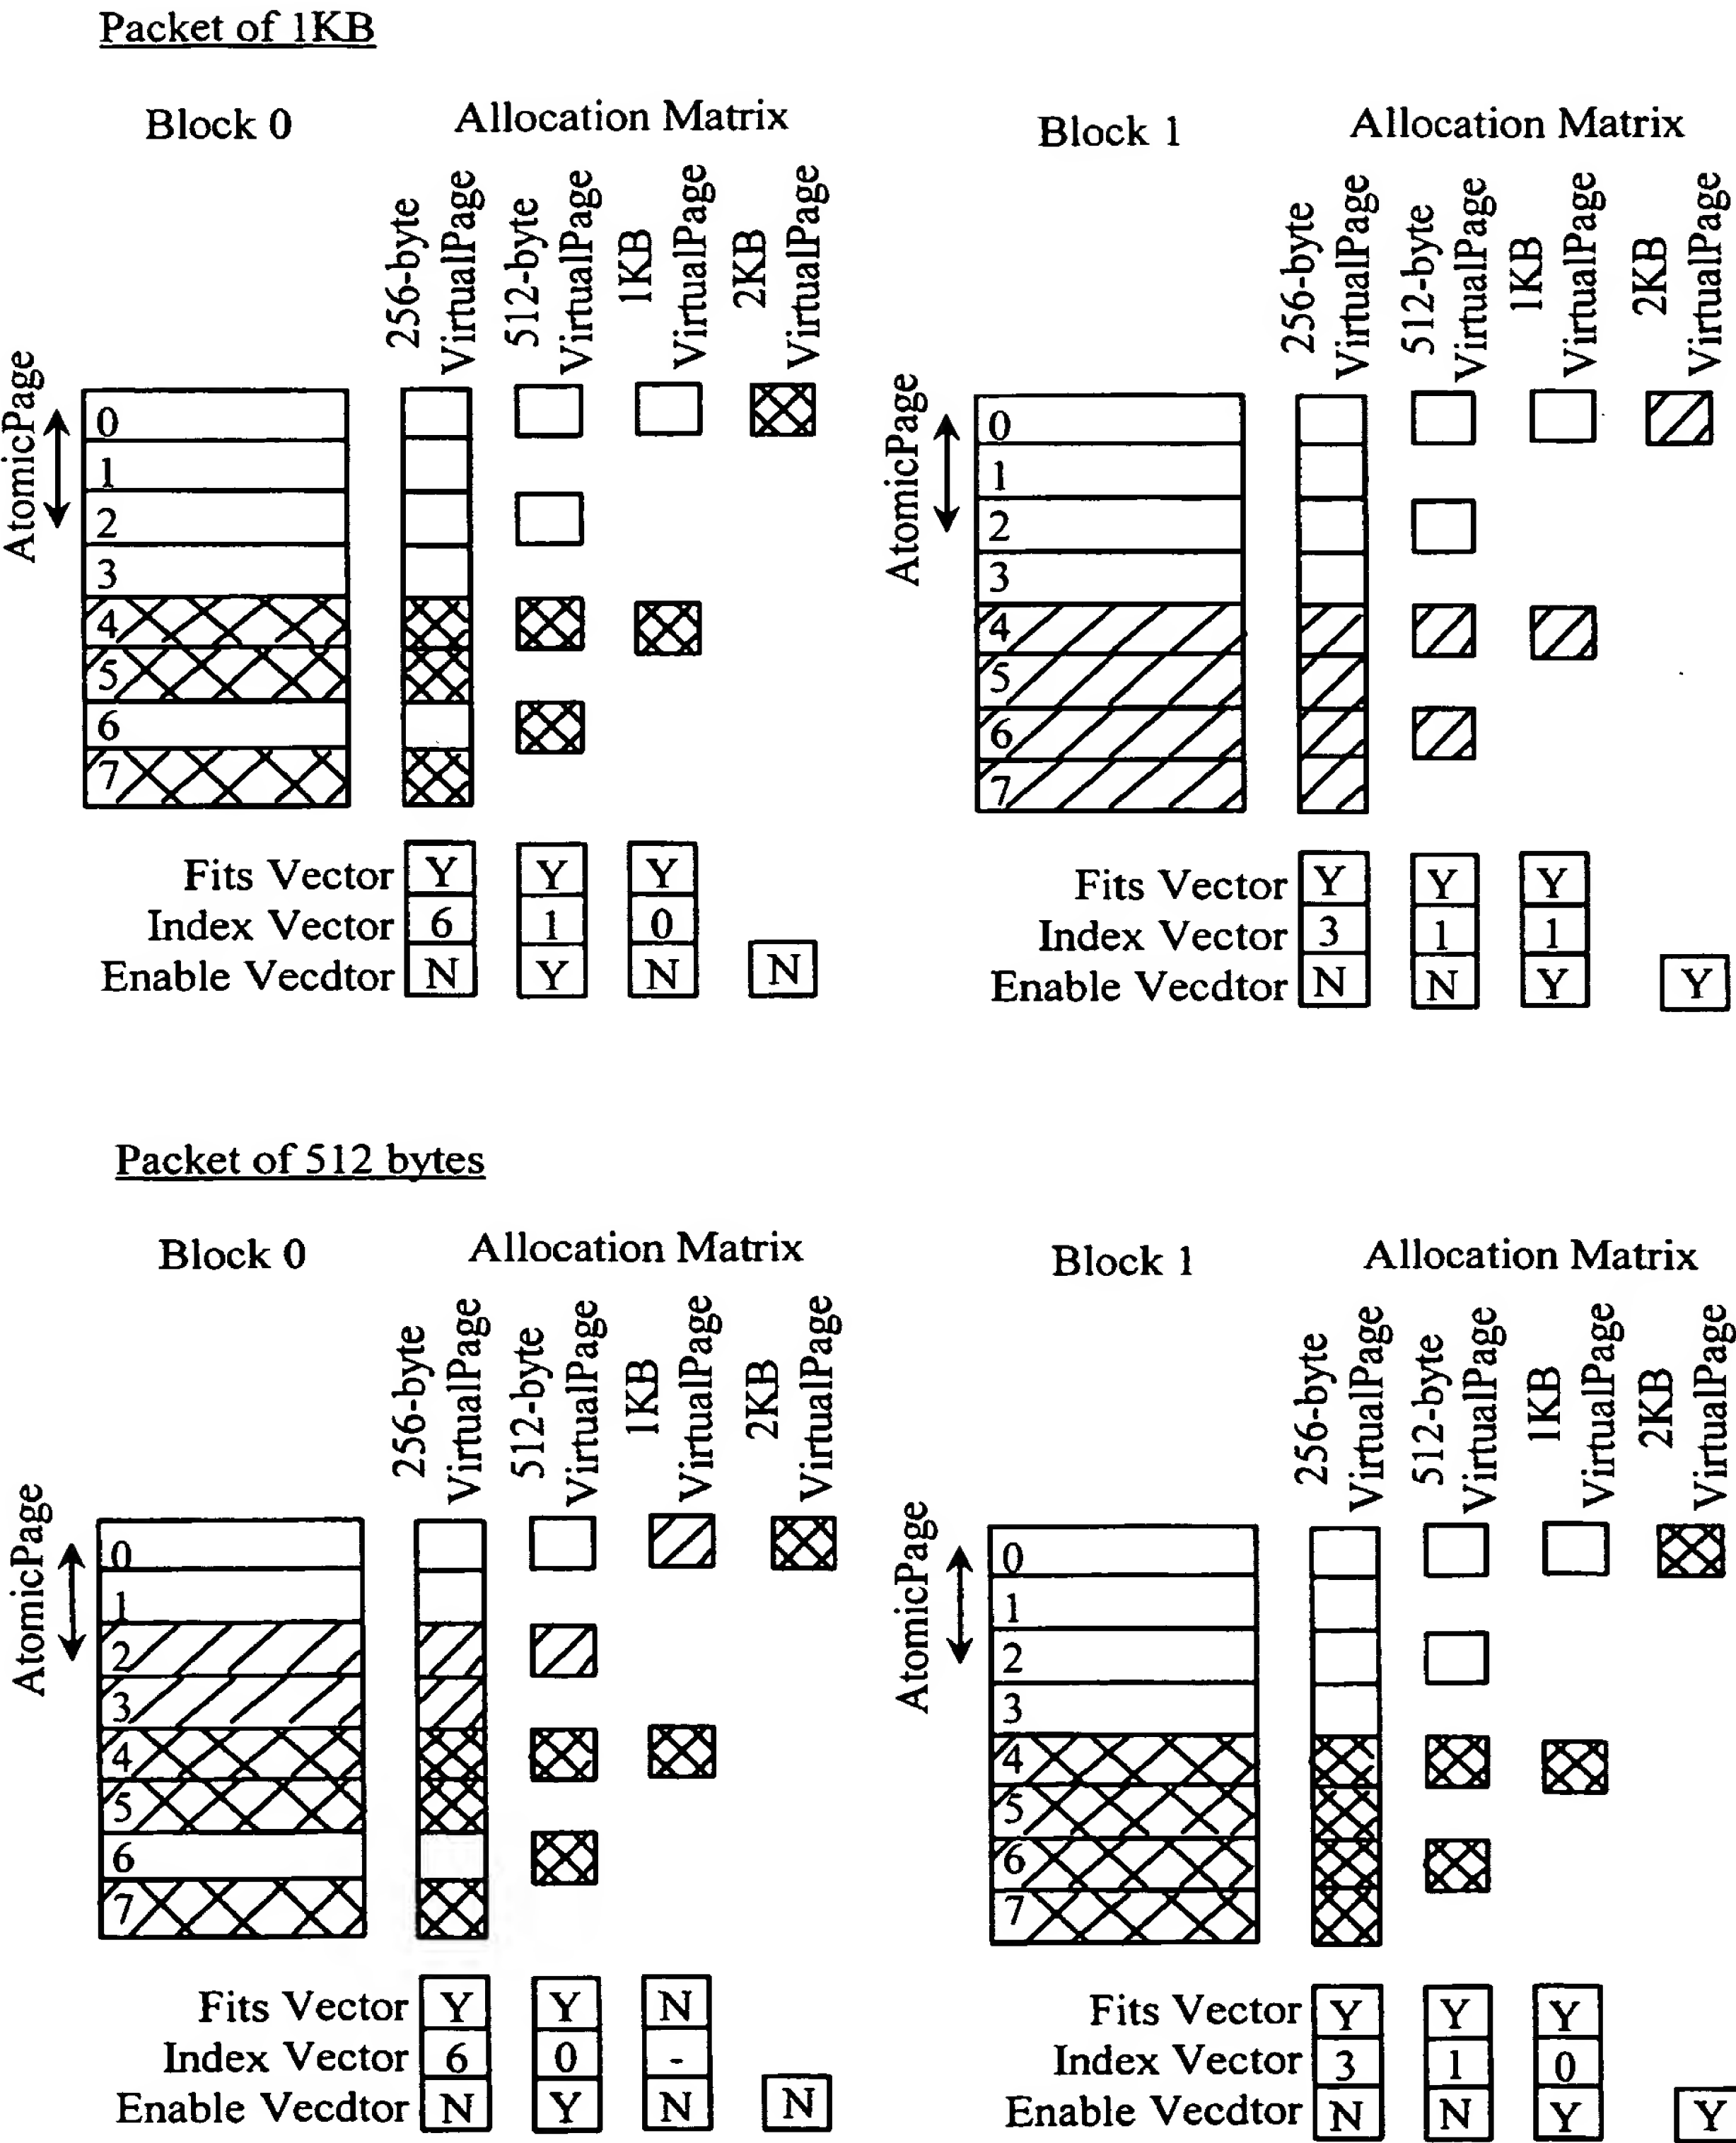 Packet of 1KB
Block 0
Allocation Matrix
256-byte
VirtualPage
512-byte
VirtualPage
1KB
VirtualPage
2KB
VirtualPage
AtomicPage
0
1
2
3
4
5
6
7
Fits Vector Y Y Y
Index Vector 6 1 0
Enable Vecdtor N Y N N
Block 1
Allocation Matrix
256-byte
VirtualPage
512-byte
VirtualPage
1KB
VirtualPage
2KB
VirtualPage
AtomicPage
0
1
2
3
4
5
6
7
Fits Vector Y Y Y
Index Vector 3 1 1
Enable Vecdtor N N Y Y
Packet of 512 bytes
Block 0
Allocation Matrix
256-byte
VirtualPage
512-byte
VirtualPage
1KB
VirtualPage
2KB
VirtualPage
AtomicPage
0
1
2
3
4
5
6
7
Fits Vector Y Y N
Index Vector 6 0 -
Enable Vecdtor N Y N N
Block 1
Allocation Matrix
256-byte
VirtualPage
512-byte
VirtualPage
1KB
VirtualPage
2KB
VirtualPage
AtomicPage
0
1
2
3
4
5
6
7
Fits Vector Y Y Y
Index Vector 3 1 0
Enable Vecdtor N N Y Y